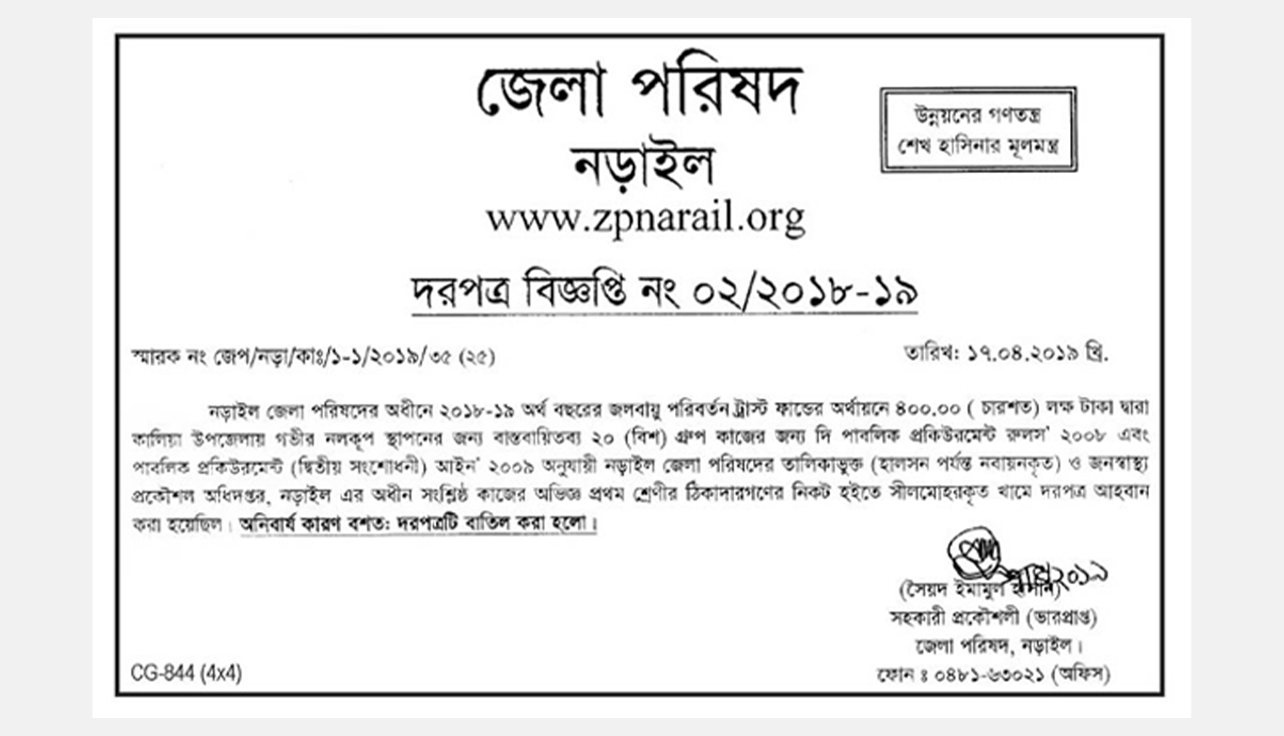 জেলা পরিষদ
নড়াইল
www.zpnarail.org
উন্নয়নের গণতন্ত্র
শেখ হাসিনার মূলমন্ত্র
দরপত্র বিজ্ঞপ্তি নং ০২/২০১৮-১৯
স্মারক নং জেপ/নড়া/কাঃ/১-১/২০১৯/৩৫ (২৫)
তারিখ: ১৭.০৪.২০১৯ খ্রি.
নড়াইল জেলা পরিষদের অধীনে ২০১৮-১৯ অর্থ বছরের জলবায়ু পরিবর্তন ট্রাস্ট ফান্ডের অর্থায়নে ৪০০.০০ ( চারশত) লক্ষ টাকা দ্বারা
কালিয়া উপজেলায় গভীর নলকূপ স্থাপনের জন্য বাস্তবায়িতব্য ২০ (বিশ) গ্রুপ কাজের জন্য দি পাবলিক প্রকিউরমেন্ট রুলস' ২০০৮ এবং
পাবলিক প্রকিউরমেন্ট (দ্বিতীয় সংশোধনী) আইন' ২০০৯ অনুযায়ী নড়াইল জেলা পরিষদের তালিকাভুক্ত (হালসন পর্যন্ত নবায়নকৃত) ও জনস্বাস্থ্য
প্রকৌশল অধিদপ্তর, নড়াইল এর অধীন সংশ্লিষ্ঠ কাজের অভিজ্ঞ প্রথম শ্রেণীর ঠিকাদারগণের নিকট হইতে সীলমোহরকৃত খামে দরপত্র আহবান
করা হয়েছিল। অনিবার্য কারণ বশত: দরপত্রটি বাতিল করা হলো।
(সৈয়দ ইমামুল হাসান)
সহকারী প্রকৌশলী (ভারপ্রাপ্ত)
জেলা পরিষদ, নড়াইল।
ফোন ঃ ০৪৮১-৬৩০২১ (অফিস)
CG-844 (4x4)